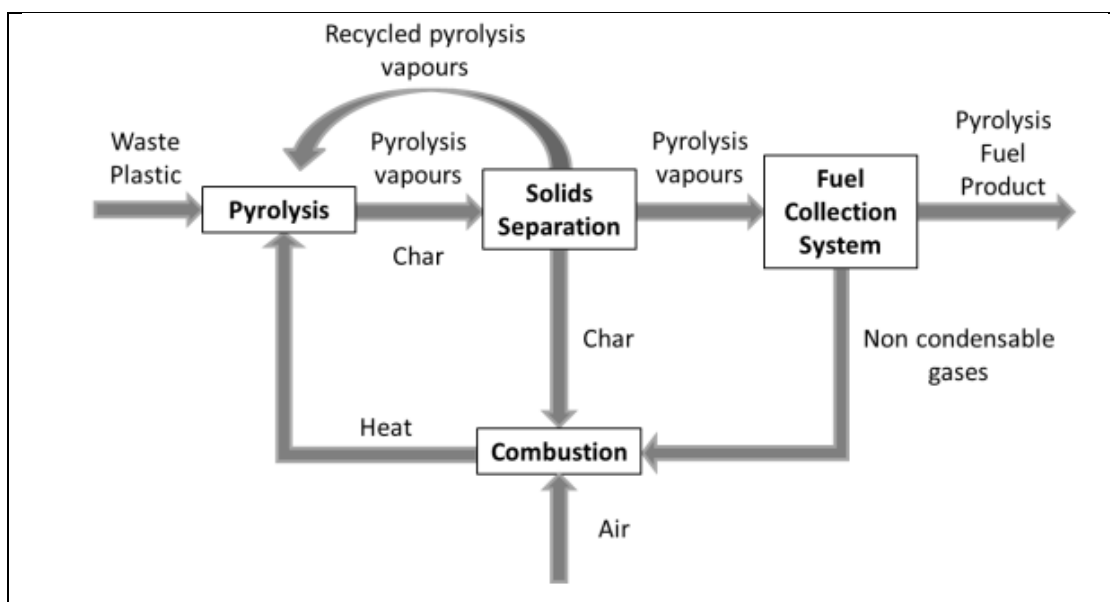 Recycled pyrolysis
vapours
Waste
Plastic
Pyrolysis
Pyrolysis
vapours
Char
Solids
Separation
Pyrolysis
vapours
Fuel
Collection
System
Pyrolysis
Fuel
Product
Char
Non condensable
gases
Heat
Combustion
Air